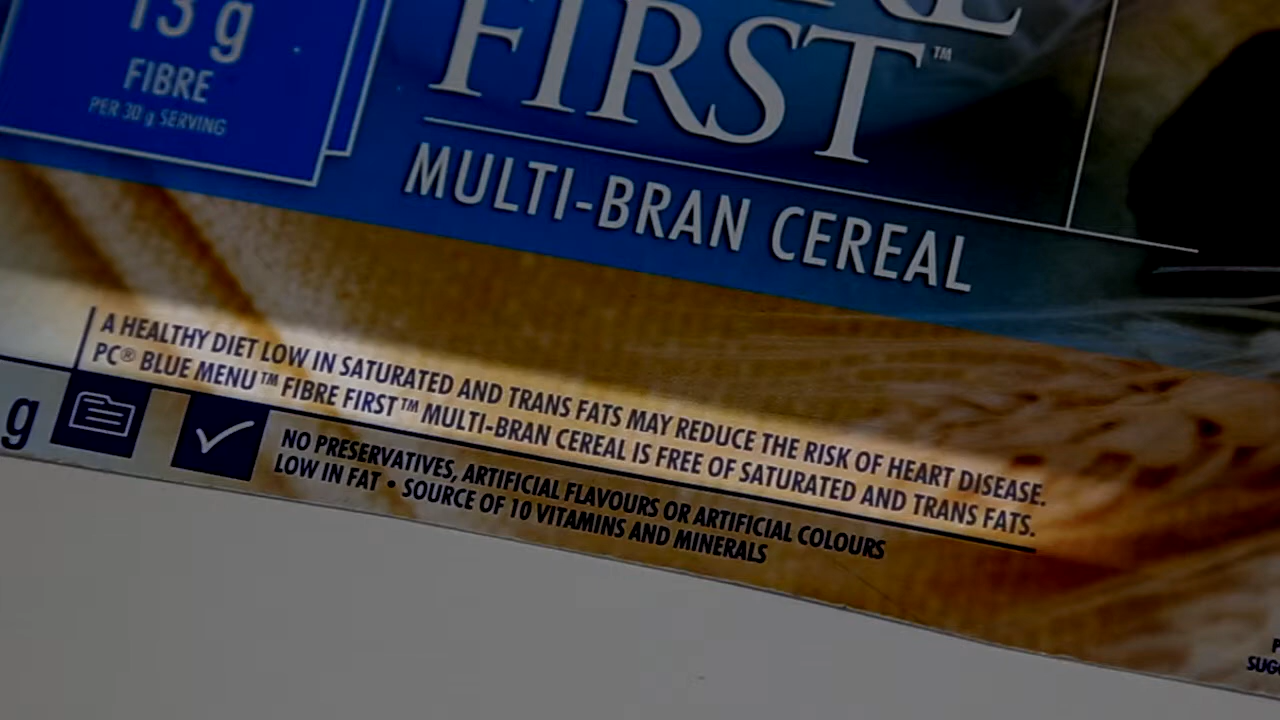 13 g
FIBRE
PER 30 g SERVING
FIRST™
MULTI-BRAN CEREAL
A HEALTHY DIET LOW IN SATURATED AND TRANS FATS MAY REDUCE THE RISK OF HEART DISEASE.
PC® BLUE MENU™ FIBRE FIRST™ MULTI-BRAN CEREAL IS FREE OF SATURATED AND TRANS FATS.
g
NO PRESERVATIVES, ARTIFICIAL FLAVOURS OR ARTIFICIAL COLOURS
LOW IN FAT • SOURCE OF 10 VITAMINS AND MINERALS